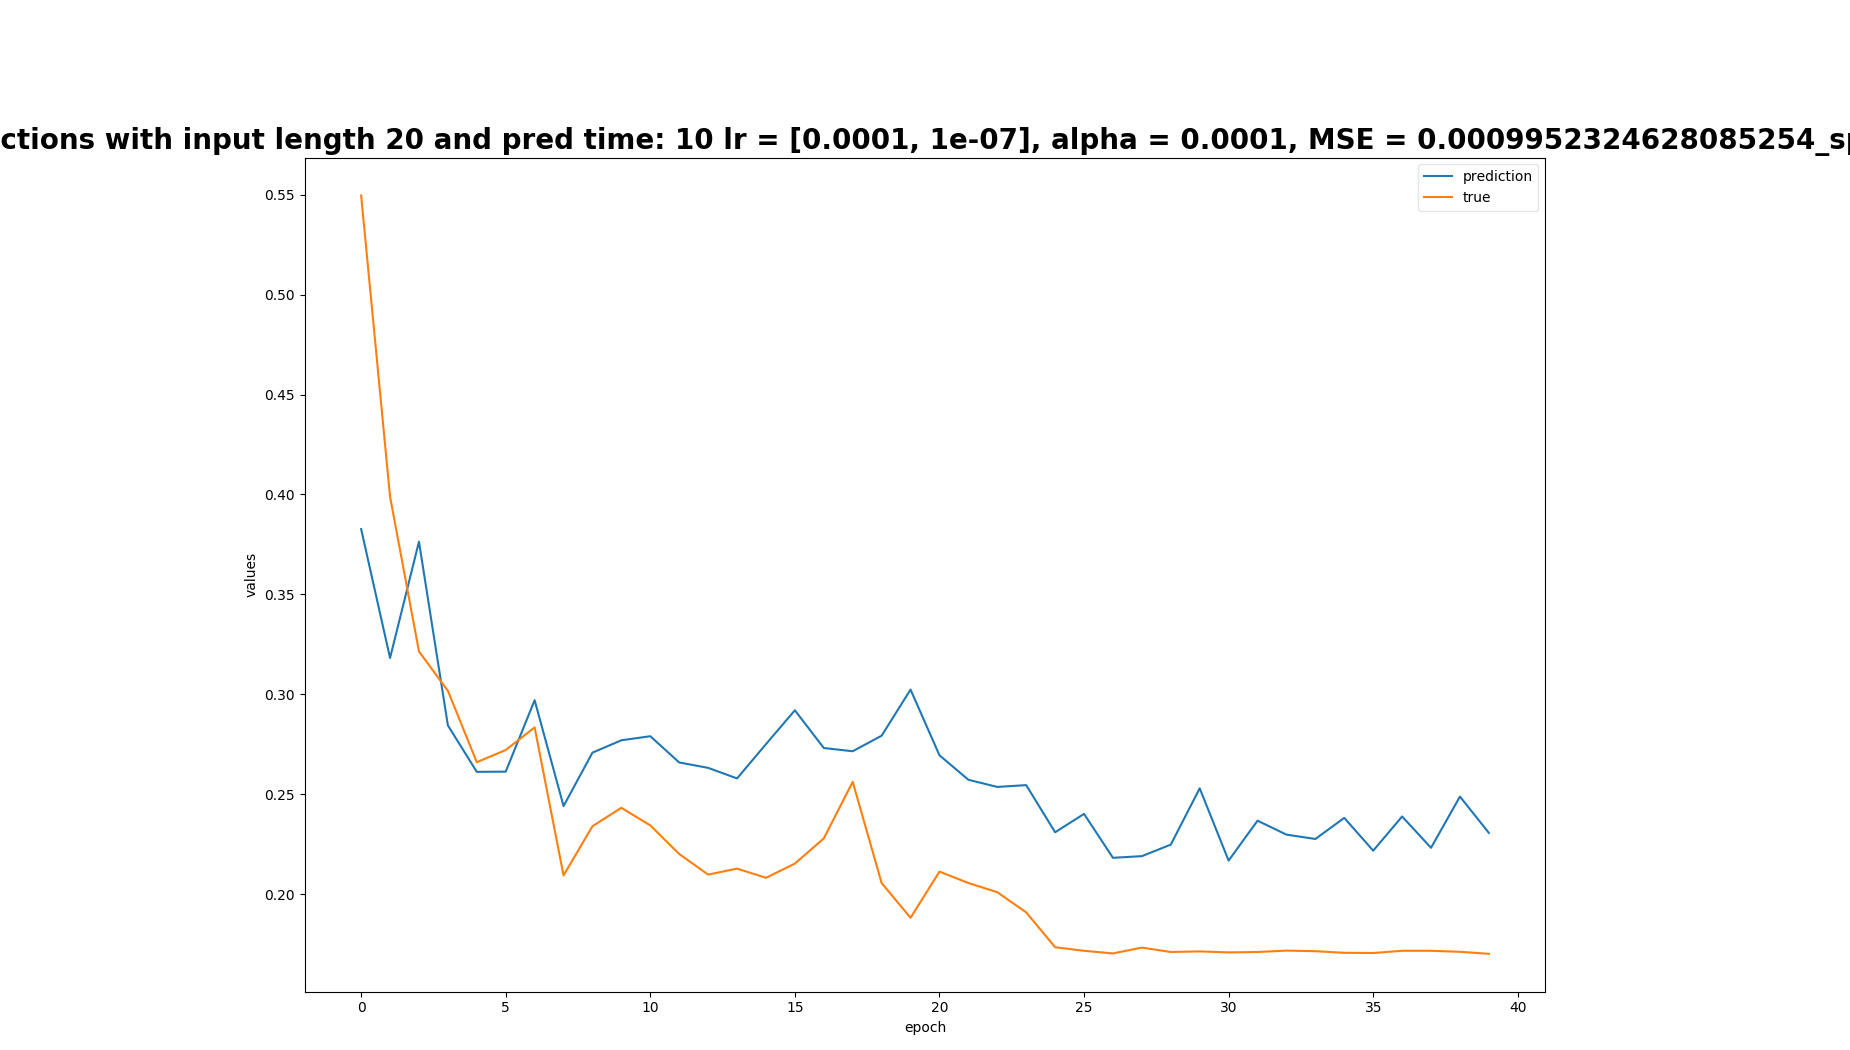 ctions with input length 20 and pred time: 10 lr = [0.0001, 1e-07], alpha = 0.0001, MSE = 0.0009952324628085254_sp
prediction
true
0.55
0.50
0.45
0.40
0.35
0.30
0.25
0.20
values
0 5 10 15 20 25 30 35 40
epoch